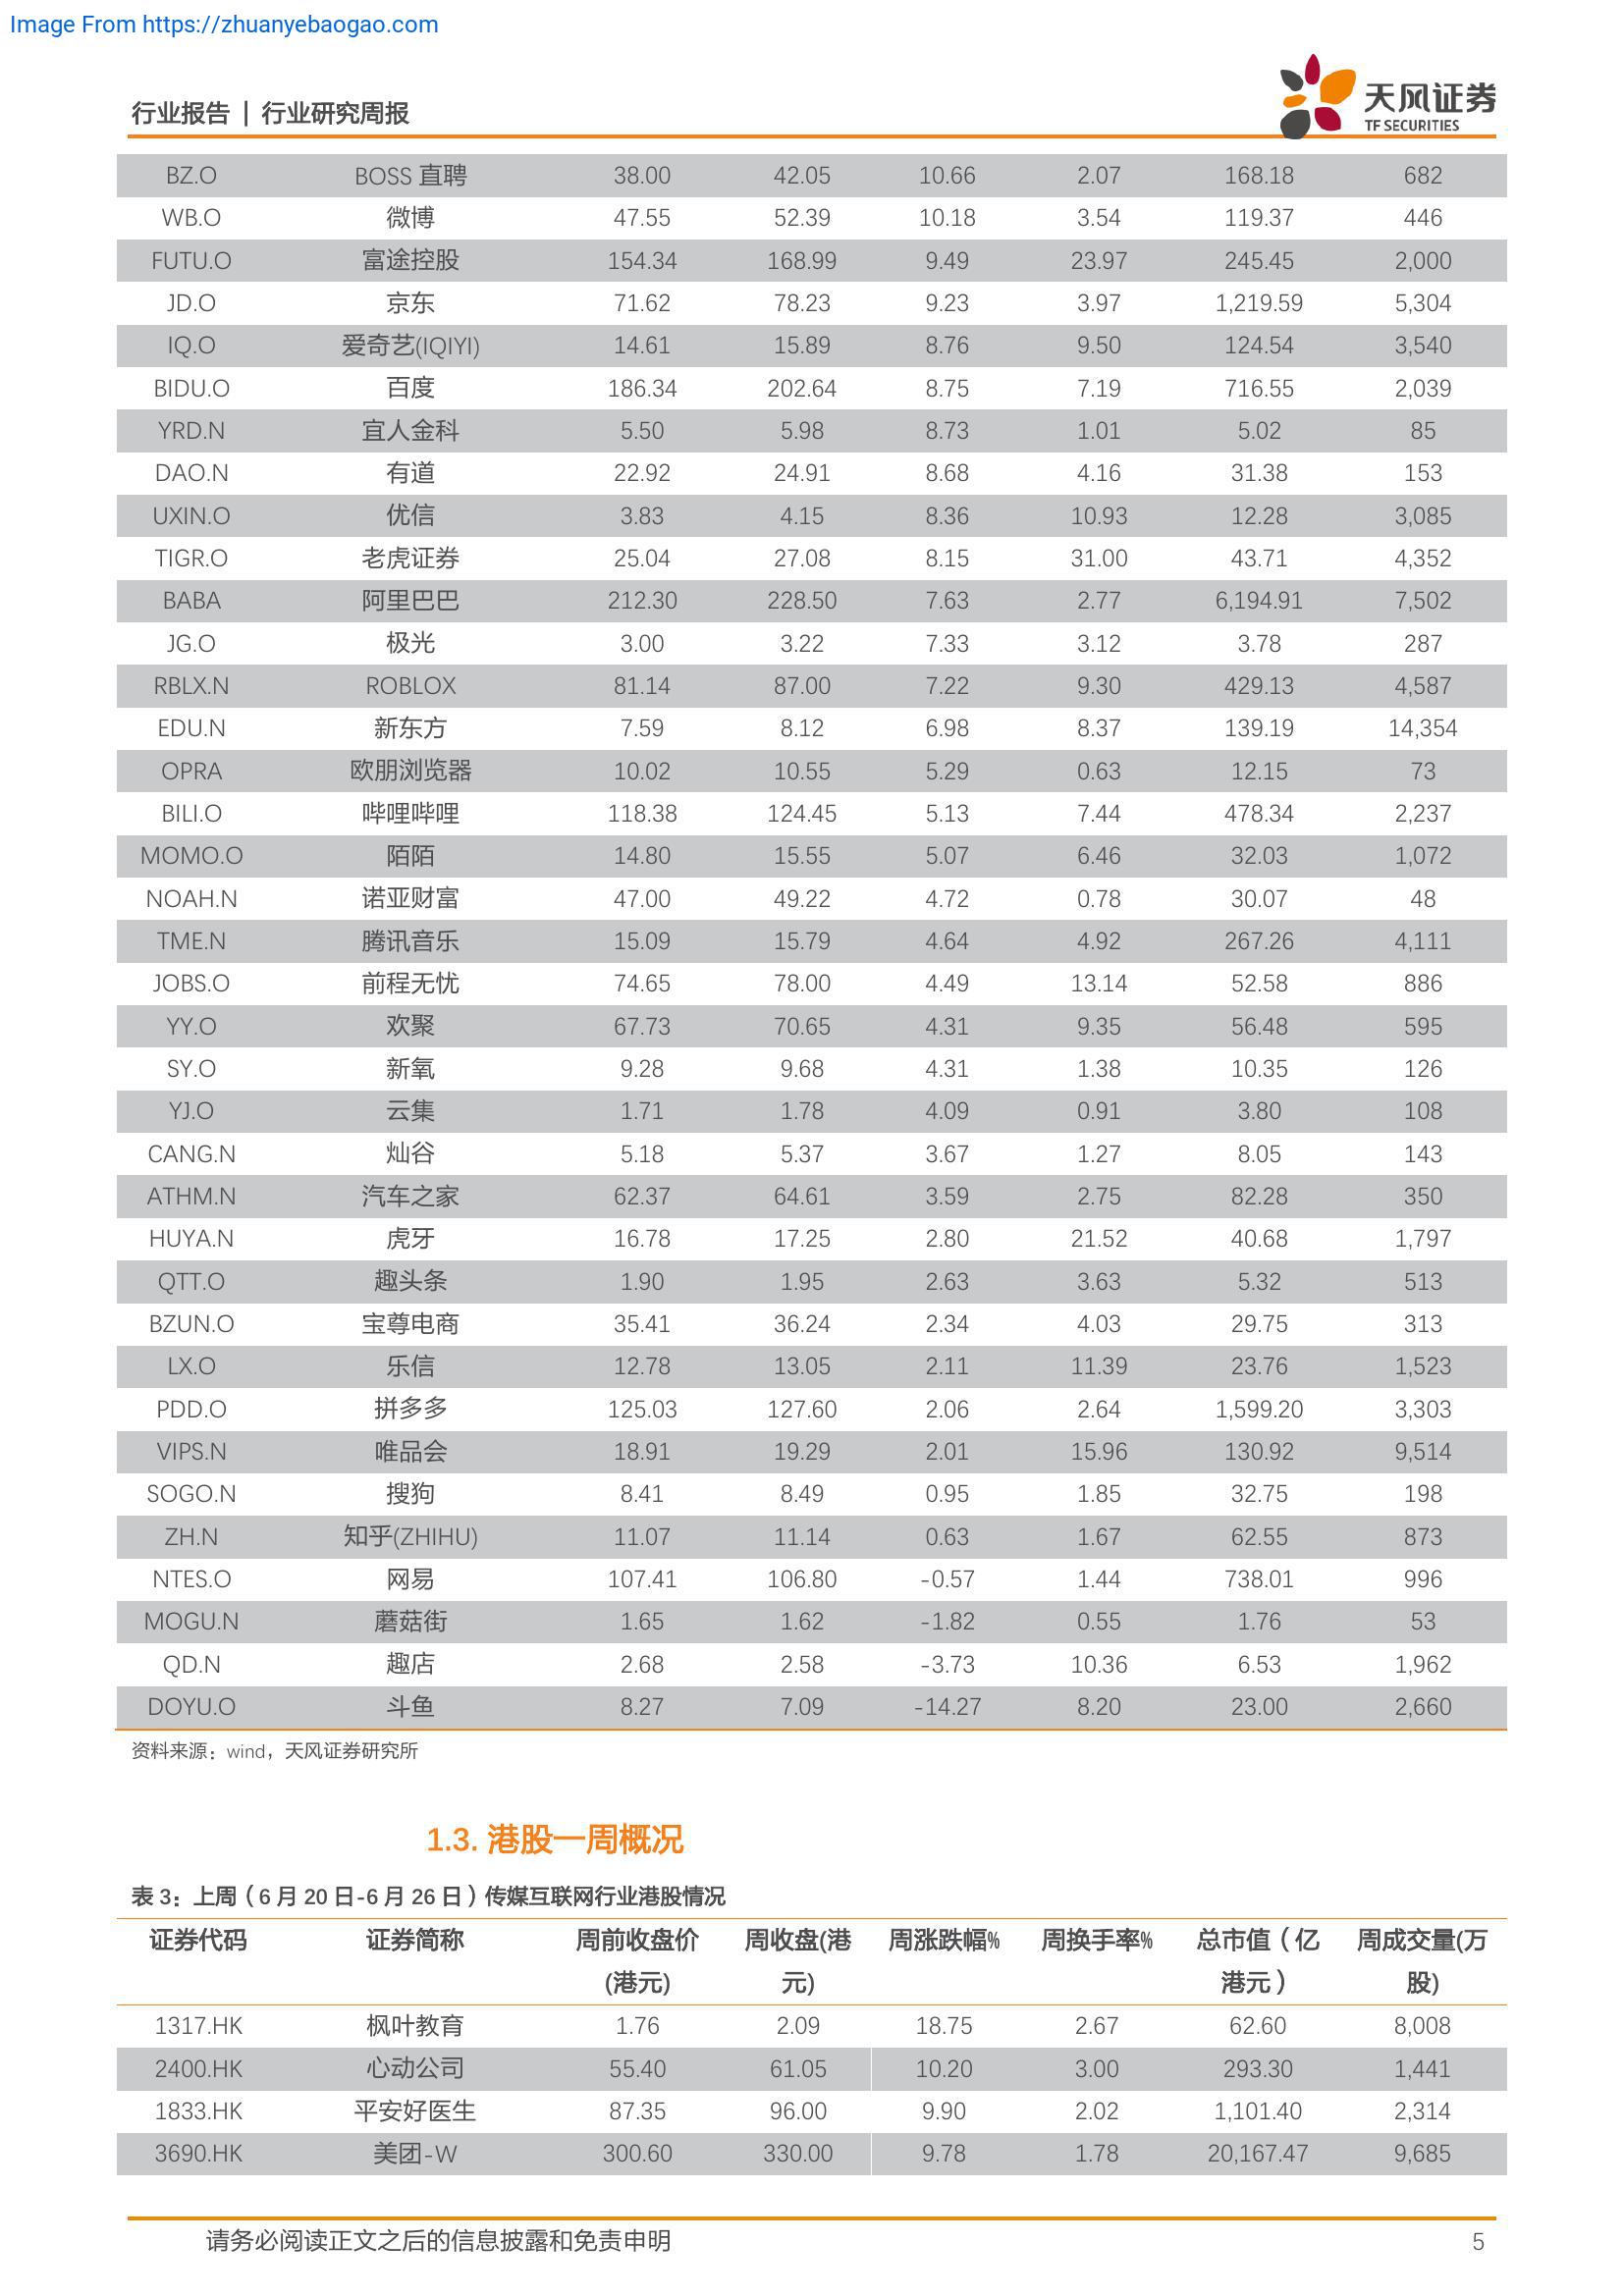 Image From https://zhuanyebaogao.com
行业报告 | 行业研究周报
天风证券
TF SECURITIES
BZ.O BOSS 直聘 38.00 42.05 10.66 2.07 168.18 682
WB.O 微博 47.55 52.39 10.18 3.54 119.37 446
FUTU.O 富途控股 154.34 168.99 9.49 23.97 245.45 2,000
JD.O 京东 71.62 78.23 9.23 3.97 1,219.59 5,304
IQ.O 爱奇艺(IQIYI) 14.61 15.89 8.76 9.50 124.54 3,540
BIDU.O 百度 186.34 202.64 8.75 7.19 716.55 2,039
YRD.N 宜人金科 5.50 5.98 8.73 1.01 5.02 85
DAO.N 有道 22.92 24.91 8.68 4.16 31.38 153
UXIN.O 优信 3.83 4.15 8.36 10.93 12.28 3,085
TIGR.O 老虎证券 25.04 27.08 8.15 31.00 43.71 4,352
BABA 阿里巴巴 212.30 228.50 7.63 2.77 6,194.91 7,502
JG.O 极光 3.00 3.22 7.33 3.12 3.78 287
RBLX.N ROBLOX 81.14 87.00 7.22 9.30 429.13 4,587
EDU.N 新东方 7.59 8.12 6.98 8.37 139.19 14,354
OPRA 欧朋浏览器 10.02 10.55 5.29 0.63 12.15 73
BILI.O 哔哩哔哩 118.38 124.45 5.13 7.44 478.34 2,237
MOMO.O 陌陌 14.80 15.55 5.07 6.46 32.03 1,072
NOAH.N 诺亚财富 47.00 49.22 4.72 0.78 30.07 48
TME.N 腾讯音乐 15.09 15.79 4.64 4.92 267.26 4,111
JOBS.O 前程无忧 74.65 78.00 4.49 13.14 52.58 886
YY.O 欢聚 67.73 70.65 4.31 9.35 56.48 595
SY.O 新氧 9.28 9.68 4.31 1.38 10.35 126
YJ.O 云集 1.71 1.78 4.09 0.91 3.80 108
CANG.N 灿谷 5.18 5.37 3.67 1.27 8.05 143
ATHM.N 汽车之家 62.37 64.61 3.59 2.75 82.28 350
HUYA.N 虎牙 16.78 17.25 2.80 21.52 40.68 1,797
QTT.O 趣头条 1.90 1.95 2.63 3.63 5.32 513
BZUN.O 宝尊电商 35.41 36.24 2.34 4.03 29.75 313
LX.O 乐信 12.78 13.05 2.11 11.39 23.76 1,523
PDD.O 拼多多 125.03 127.60 2.06 2.64 1,599.20 3,303
VIPS.N 唯品会 18.91 19.29 2.01 15.96 130.92 9,514
SOGO.N 搜狗 8.41 8.49 0.95 1.85 32.75 198
ZH.N 知乎(ZHIHU) 11.07 11.14 0.63 1.67 62.55 873
NTES.O 网易 107.41 106.80 -0.57 1.44 738.01 996
MOGU.N 蘑菇街 1.65 1.62 -1.82 0.55 1.76 53
QD.N 趣店 2.68 2.58 -3.73 10.36 6.53 1,962
DOYU.O 斗鱼 8.27 7.09 -14.27 8.20 23.00 2,660
资料来源：wind，天风证券研究所
1.3. 港股一周概况
表 3：上周（6 月 20 日-6 月 26 日）传媒互联网行业港股情况
证券代码 证券简称 周前收盘价 周收盘(港 周涨跌幅% 周换手率% 总市值（亿 周成交量(万
(港元) 元) 港元） 股)
1317.HK 枫叶教育 1.76 2.09 18.75 2.67 62.60 8,008
2400.HK 心动公司 55.40 61.05 10.20 3.00 293.30 1,441
1833.HK 平安好医生 87.35 96.00 9.90 2.02 1,101.40 2,314
3690.HK 美团-W 300.60 330.00 9.78 1.78 20,167.47 9,685
请务必阅读正文之后的信息披露和免责申明 5